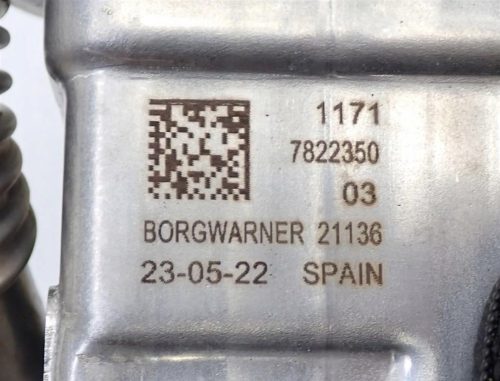 1171
7822350
03
BORGWARNER 21136
23-05-22 SPAIN